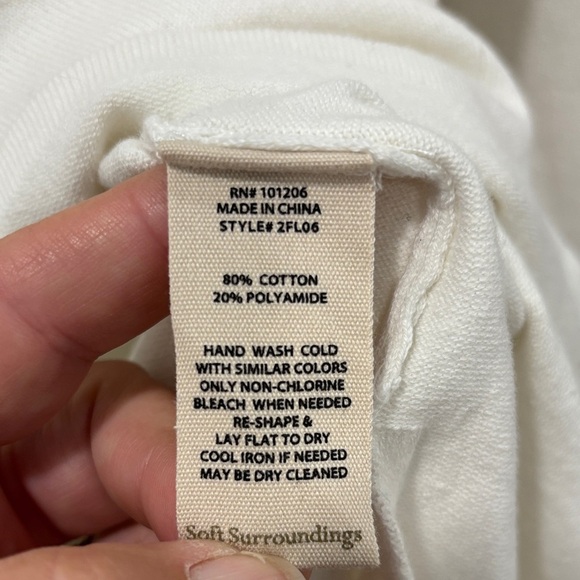 RN# 101206
MADE IN CHINA
STYLE# 2FL06
80% COTTON
20% POLYAMIDE
HAND WASH COLD
WITH SIMILAR COLORS
ONLY NON-CHLORINE
BLEACH WHEN NEEDED
RE-SHAPE &
LAY FLAT TO DRY
COOL IRON IF NEEDED
MAY BE DRY CLEANED
Soft Surroundings